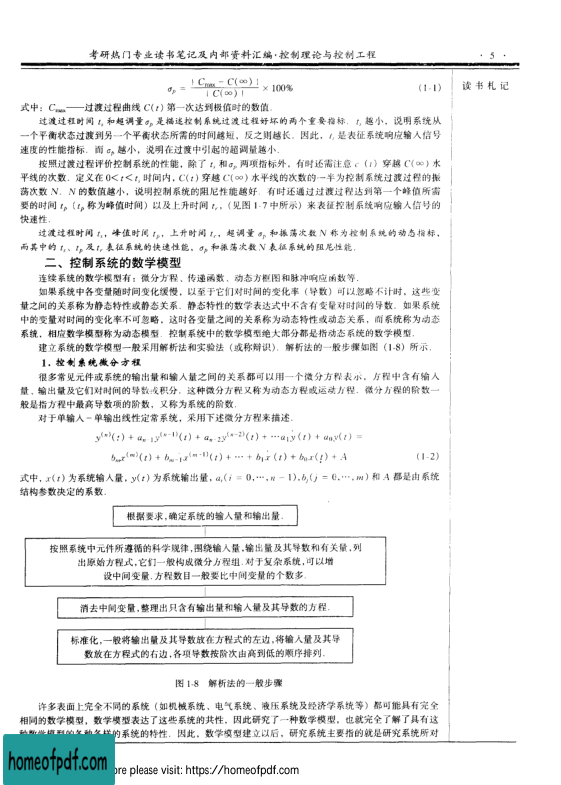 考研热门专业读书笔记及内部资料汇编·控制理论与控制工程
· 5 ·
读书札记
σp = | Cmax − C(∞) | / | C(∞) | ×100% (1-1)
式中：Cmax——过渡过程曲线 C(t) 第一次达到极值时的数值.
过渡过程时间 ts 和超调量 σp 是描述控制系统过渡过程好坏的两个重要指标. ts 越小，说明系统从
一个平衡状态过渡到另一个平衡状态所需的时间越短，反之则越长. 因此，ts 是表征系统响应输入信号
速度的性能指标. 而 σp 越小，说明在过渡中引起的超调量越小.
按照过渡过程评价控制系统的性能，除了 ts 和 σp 两项指标外，有时还需注意 c (t) 穿越 C(∞) 水
平线的次数. 定义在 0<t<ts 时间内，C(t) 穿越 C(∞) 水平线的次数的一半为控制系统过渡过程的振
荡次数 N. N 的数值越小，说明控制系统的阻尼性能越好. 有时还通过过渡过程达到第一个峰值所需
要的时间 tp（tp 称为峰值时间）以及上升时间 tr，（见图 1-7 中所示）来表征控制系统响应输入信号的
快速性.
过渡过程时间 ts，峰值时间 tp，上升时间 tr，超调量 σp 和振荡次数 N 称为控制系统的动态指标，
而其中的 ts、tp 及 tr 表征系统的快速性能，σp 和振荡次数 N 表征系统的阻尼性能.
二、控制系统的数学模型
连续系统的数学模型有：微分方程、传递函数、动态方框图和脉冲响应函数等.
如果系统中各变量随时间变化缓慢，以至于它们对时间的变化率（导数）可以忽略不计时，这些变
量之间的关系称为静态特性或静态关系. 静态特性的数学表达式中不含有变量对时间的导数. 如果系统
中的变量对时间的变化率不可忽略，这时各变量之间的关系称为动态特性或动态关系，而系统称为动态
系统，相应数学模型称为动态模型. 控制系统中的数学模型绝大部分都是指动态系统的数学模型.
建立系统的数学模型一般采用解析法和实验法（或称辩识）. 解析法的一般步骤如图 (1-8) 所示.
1. 控制系统微分方程
很多常见元件或系统的输出量和输入量之间的关系都可以用一个微分方程表示，方程中含有输入
量、输出量及它们对时间的导数或积分. 这种微分方程又称为动态方程或运动方程. 微分方程的阶数一
般是指方程中最高导数项的阶数，又称为系统的阶数.
对于单输入~单输出线性定常系统，采用下述微分方程来描述.
y(n)(t) + an−1y(n−1)(t) + an−2y(n−2)(t) + ⋯a1ẏ(t) + a0y(t) =
bmx(m)(t) + bm−1x(m−1)(t) + ⋯ + b1ẋ(t) + b0x(t) + A (1-2)
式中，x(t) 为系统输入量，y(t) 为系统输出量，ai(i = 0,⋯,n − 1),bj(j = 0,⋯,m) 和 A 都是由系统
结构参数决定的系数.
根据要求，确定系统的输入量和输出量.
按照系统中元件所遵循的科学规律，围绕输入量，输出量及其导数和有关量，列
出原始方程式，它们一般构成微分方程组. 对于复杂系统，可以增
设中间变量. 方程数目一般要比中间变量的个数多.
消去中间变量，整理出只含有输出量和输入量及其导数的方程.
标准化，一般将输出量及其导数放在方程式的左边，将输入量及其导
数放在方程式的右边，各项导数按阶次由高到低的顺序排列.
图 1-8 解析法的一般步骤
许多表面上完全不同的系统（如机械系统、电气系统、液压系统及经济学系统等）都可能具有完全
相同的数学模型，数学模型表达了这些系统的共性，因此研究了一种数学模型，也就完全了解了具有这
种数学模型的各种各样的系统的特性. 因此，数学模型建立以后，研究系统主要指的就是研究系统所对
homeofpdf.com
ore please visit: https://homeofpdf.com